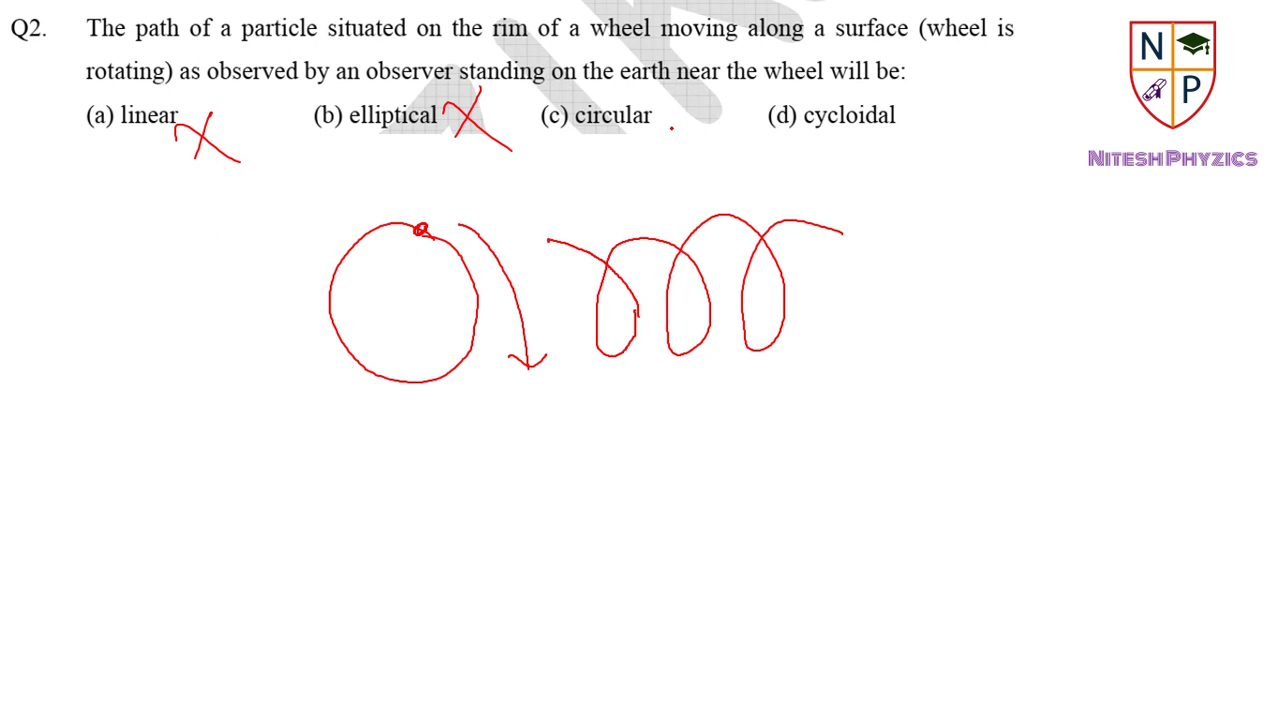 Q2. The path of a particle situated on the rim of a wheel moving along a surface (wheel is
rotating) as observed by an observer standing on the earth near the wheel will be:
(a) linear (b) elliptical (c) circular (d) cycloidal
N
P
NITESH PHYZICS